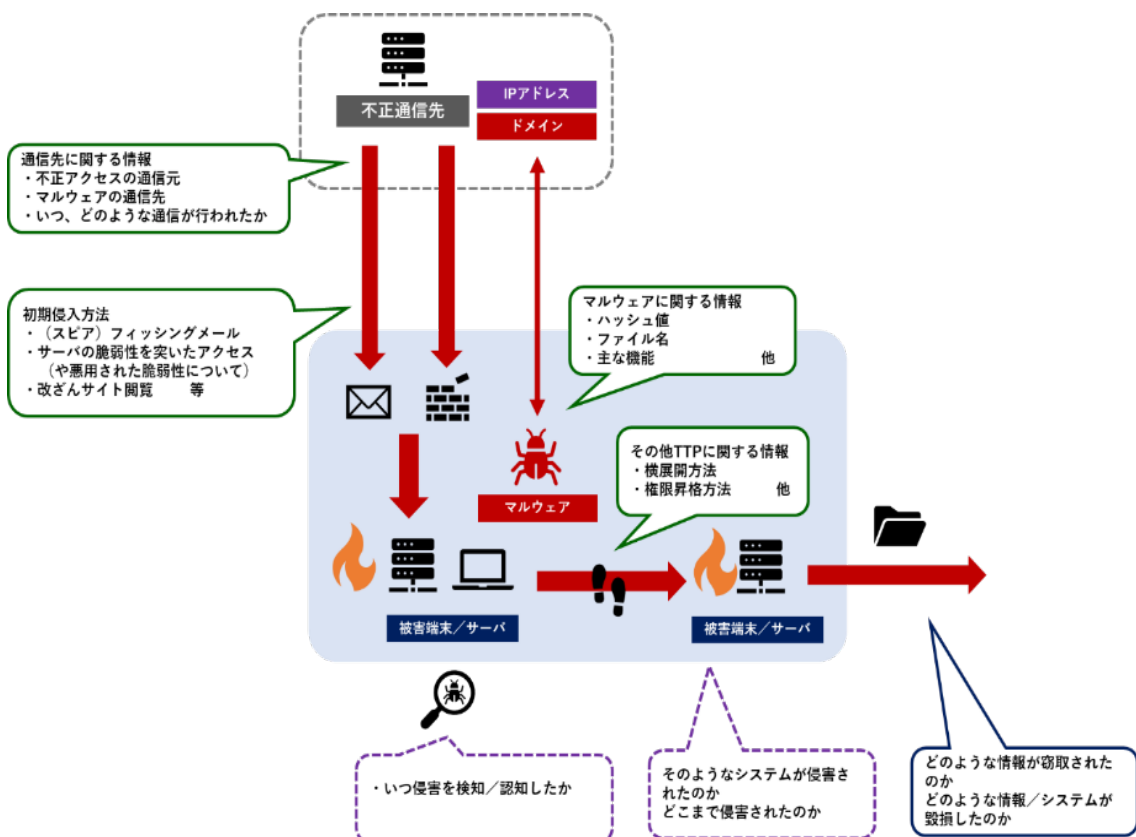 不正通信先
IPアドレス
ドメイン
通信先に関する情報
・不正アクセスの通信元
・マルウェアの通信先
・いつ、どのような通信が行われたか
初期侵入方法
・（スピア）フィッシングメール
・サーバの脆弱性を突いたアクセス
（や悪用された脆弱性について）
・改ざんサイト閲覧　　等
マルウェアに関する情報
・ハッシュ値
・ファイル名
・主な機能　　　　　他
その他TTPに関する情報
・横展開方法
・権限昇格方法　　　他
マルウェア
被害端末／サーバ
被害端末／サーバ
・いつ侵害を検知／認知したか
そのようなシステムが侵害さ
れたのか
どこまで侵害されたのか
どのような情報が窃取された
のか
どのような情報／システムが
毀損したのか